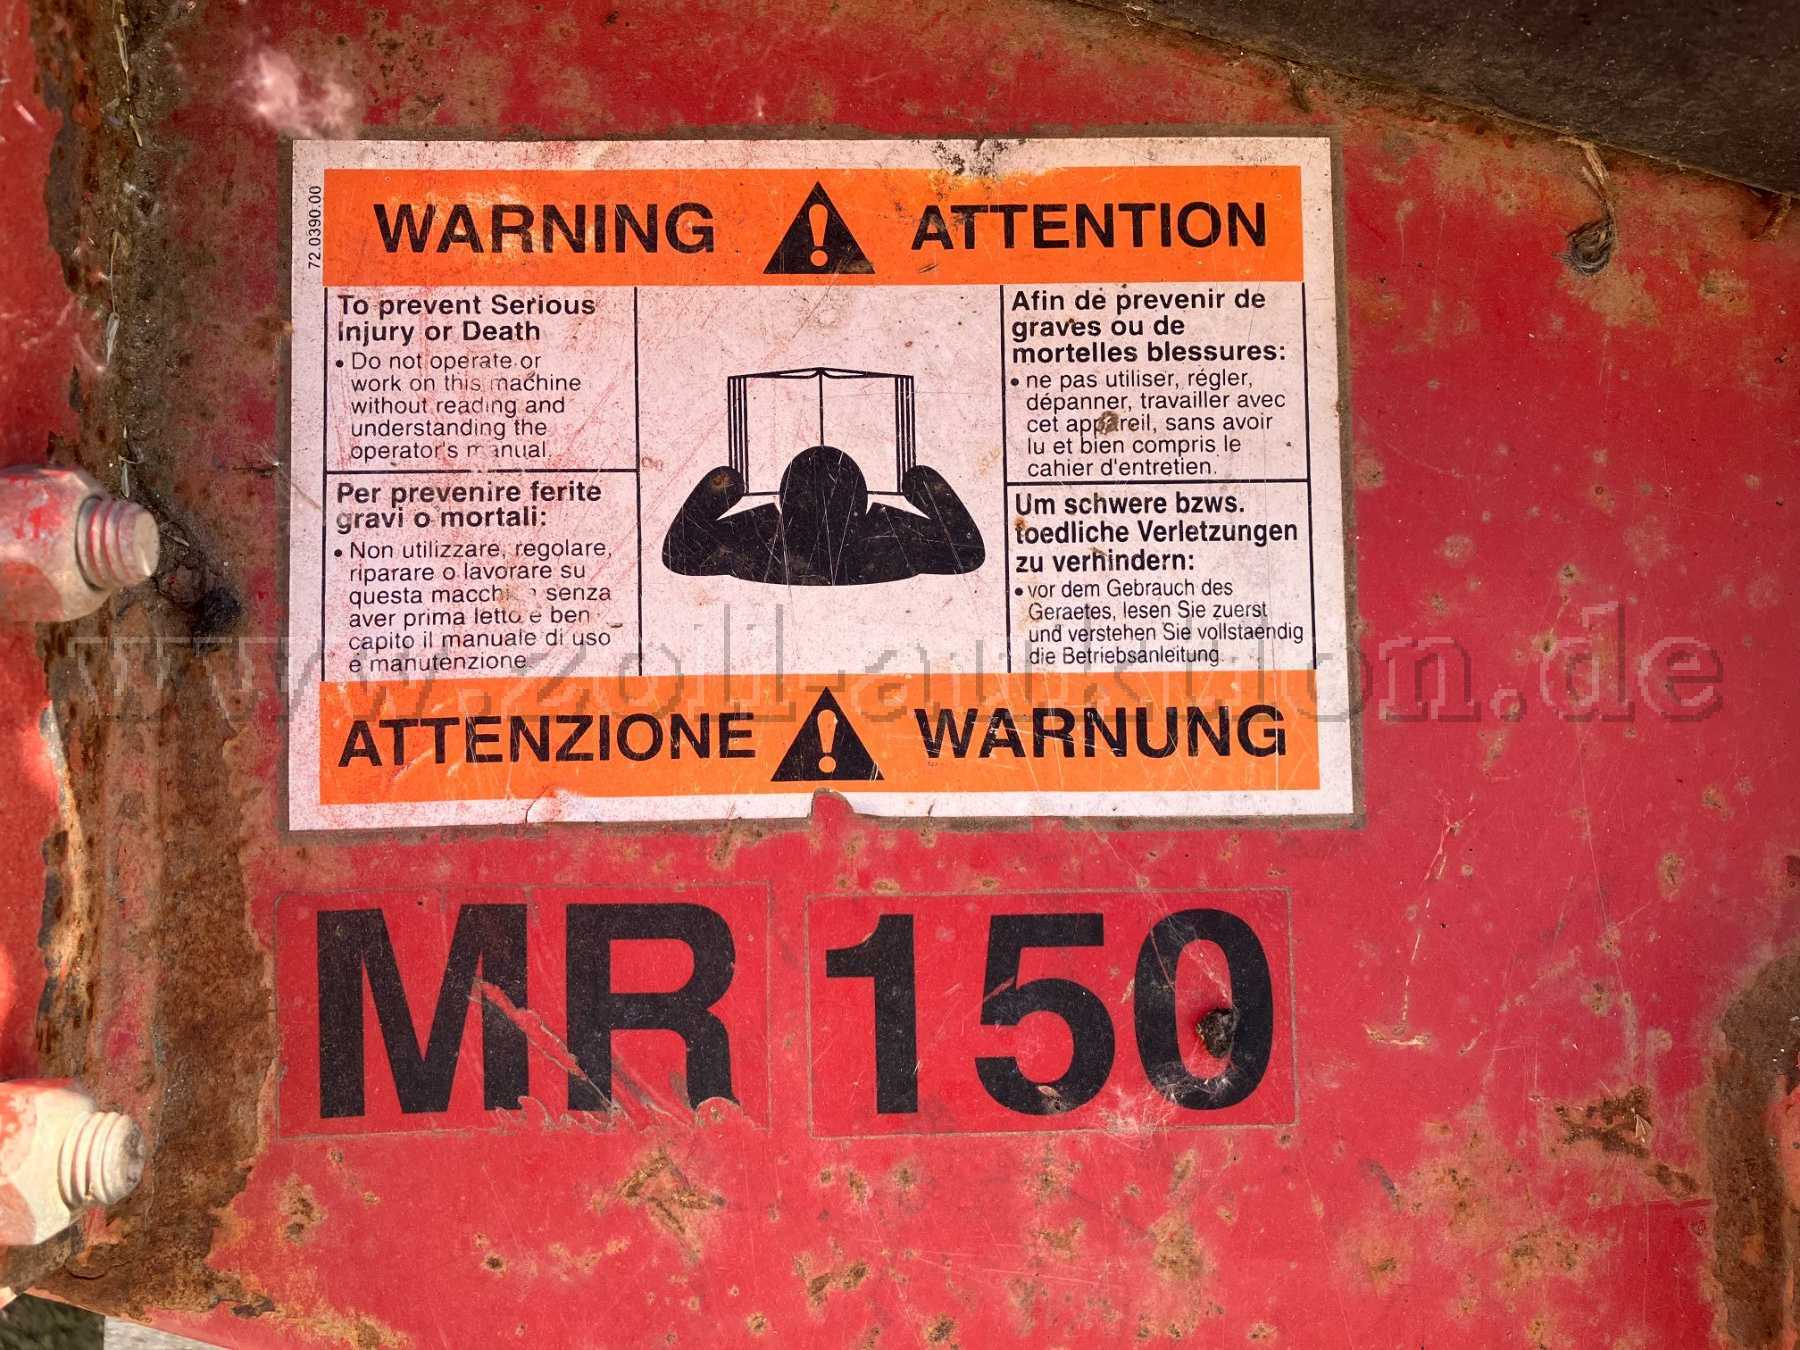 72.0390.00
WARNING ATTENTION
To prevent Serious
Injury or Death
• Do not operate or
work on this machine
without reading and
understanding the
operator's manual.
Afin de prevenir de
graves ou de
mortelles blessures:
• ne pas utiliser, régler,
dépanner, travailler avec
cet appareil, sans avoir
lu et bien compris le
cahier d'entretien.
Per prevenire ferite
gravi o mortali:
• Non utilizzare, regolare,
riparare o lavorare su
questa macchina senza
aver prima letto e ben
capito il manuale di uso
e manutenzione
Um schwere bzws.
toedliche Verletzungen
zu verhindern:
• vor dem Gebrauch des
Geraetes, lesen Sie zuerst
und verstehen Sie vollstaendig
die Betriebsanleitung.
www.zoll-auktion.de
ATTENZIONE WARNUNG
MR 150